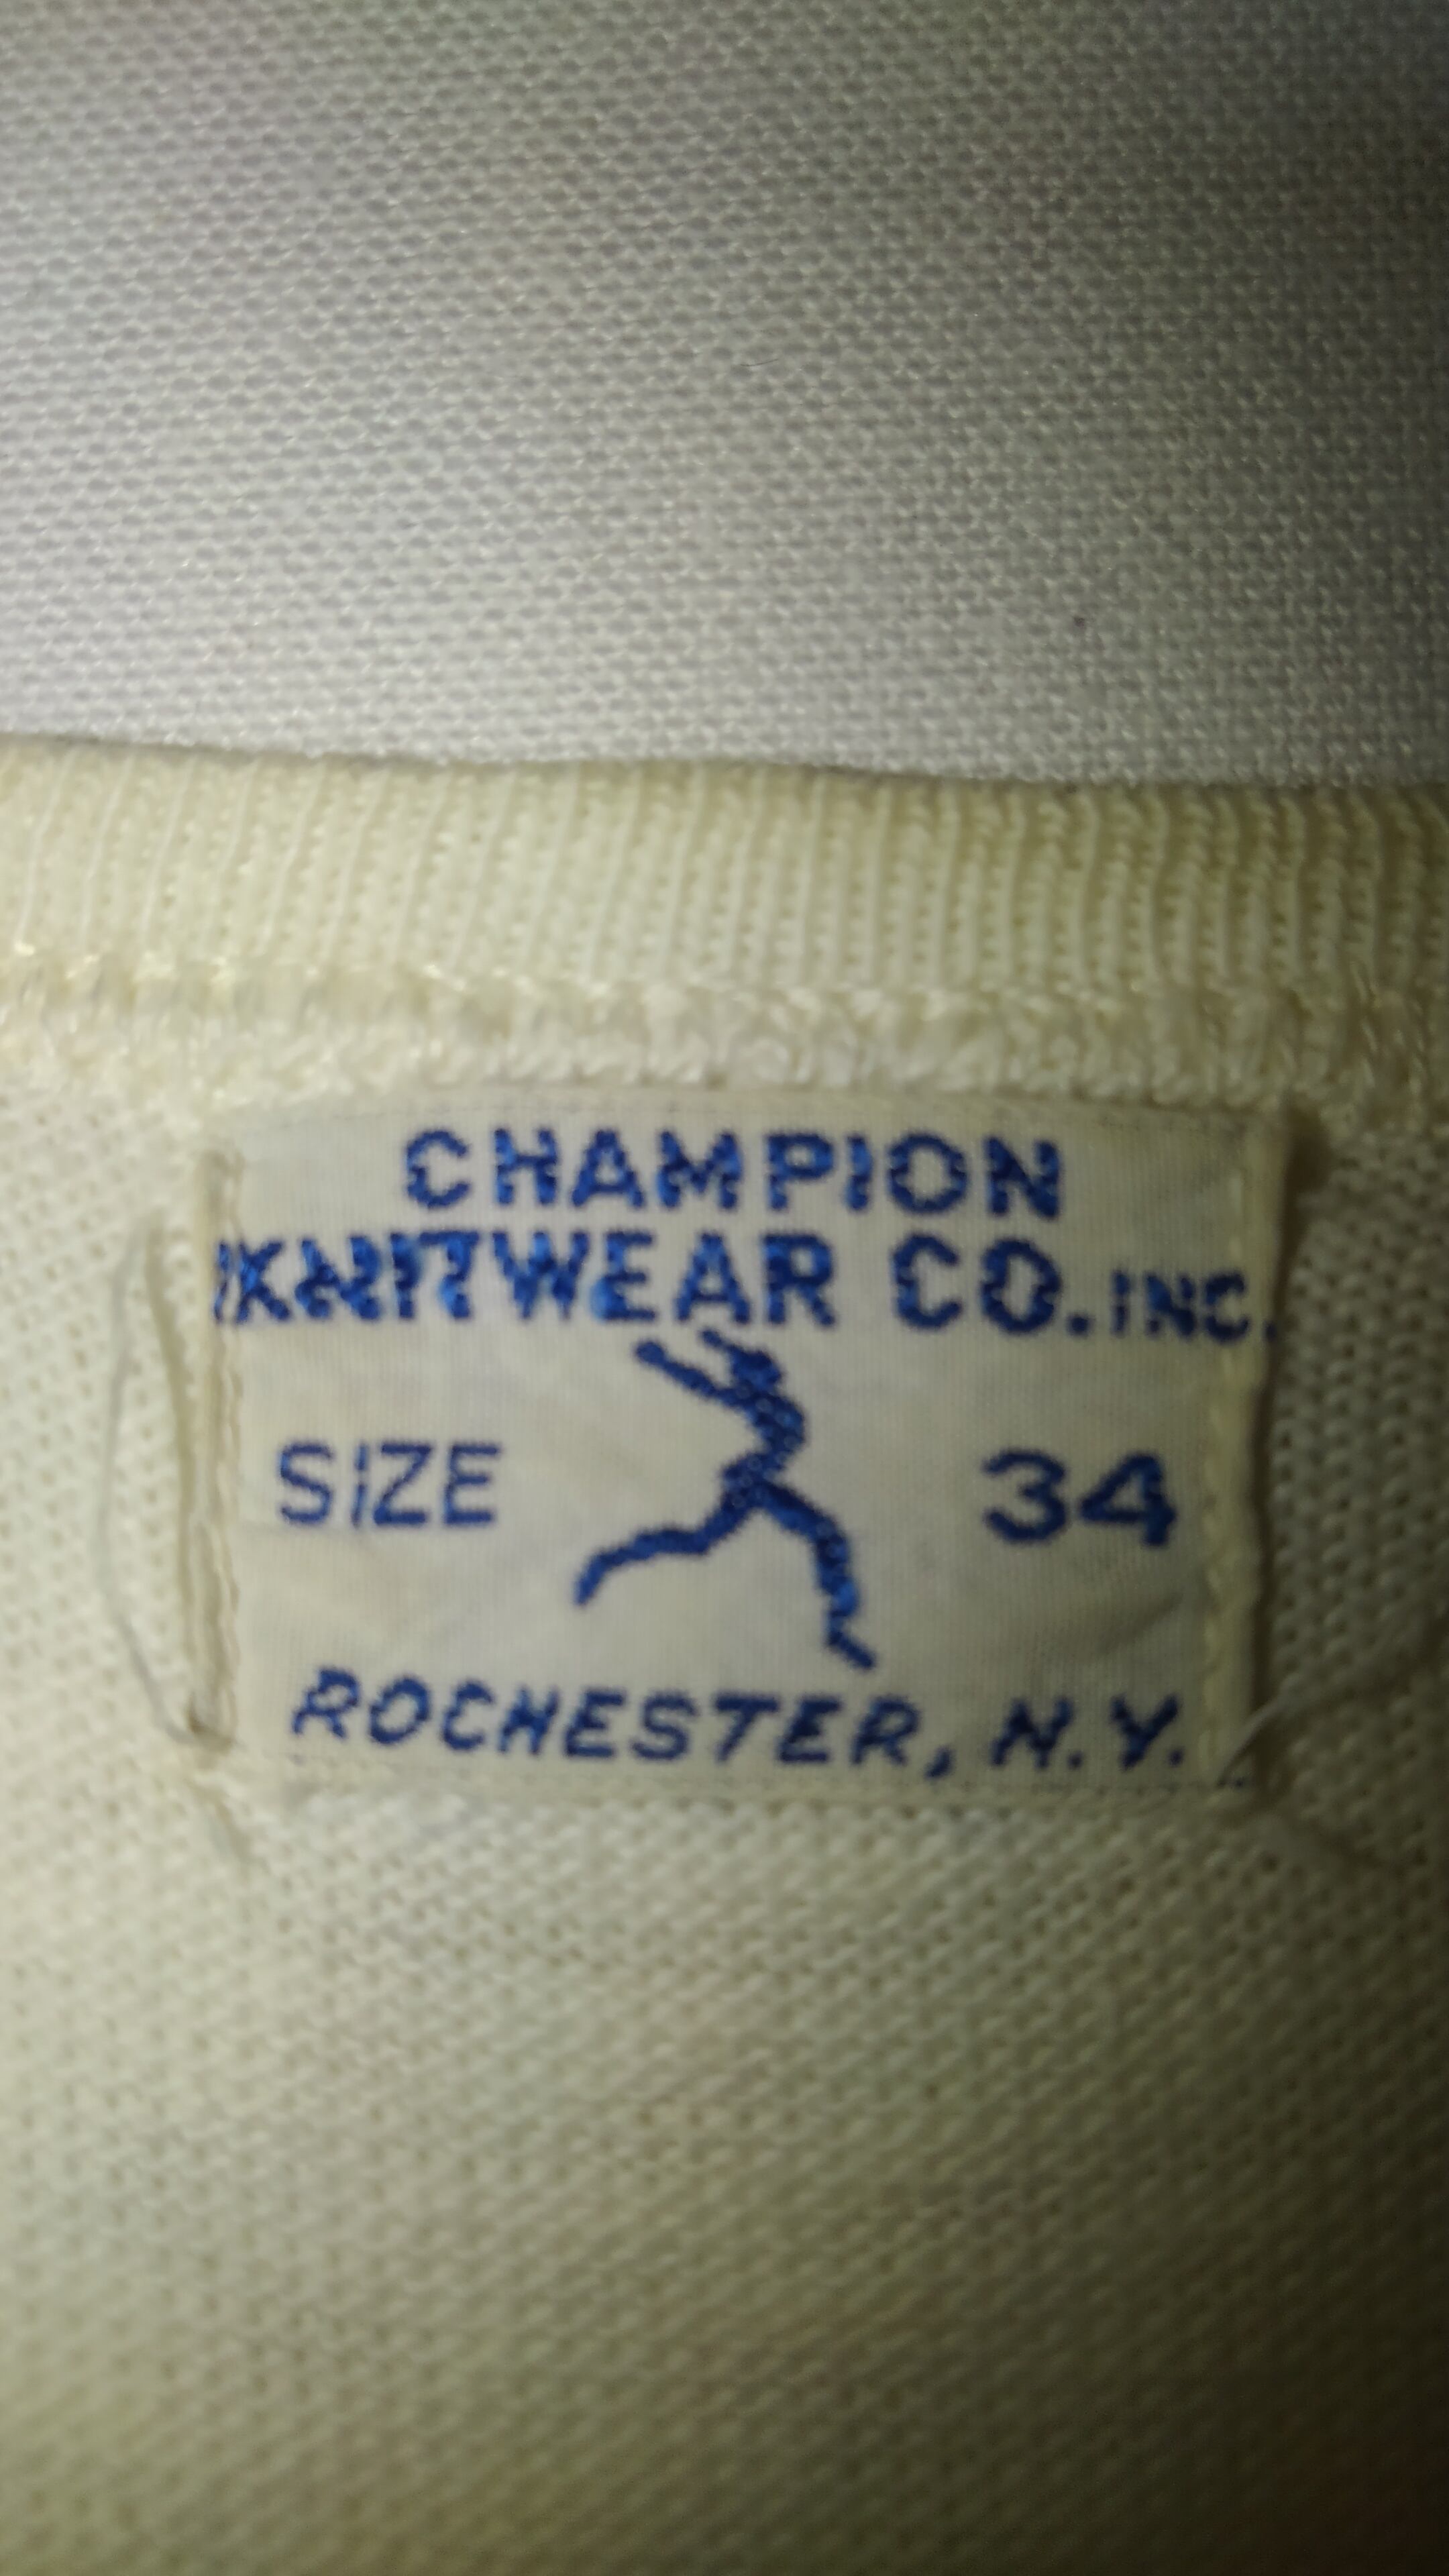 CHAMPION
KNITWEAR CO. INC.
SIZE 34
ROCHESTER, N.Y.